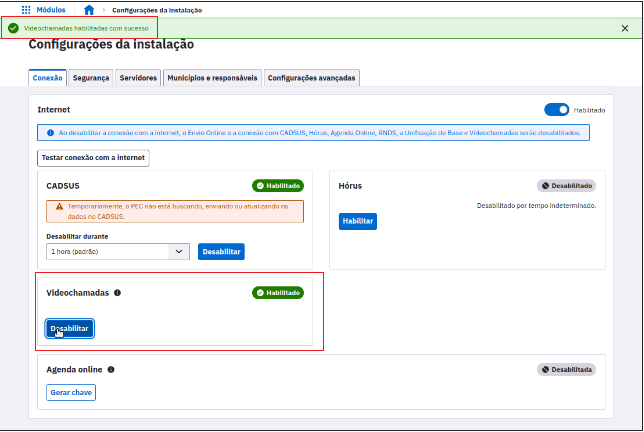 Módulos
Configurações da instalação
Videochamadas habilitadas com sucesso
Configurações da instalação
Conexão
Segurança
Servidores
Municípios e responsáveis
Configurações avançadas
Internet
Habilitado
Ao desabilitar a conexão com a internet, o Envio Online e a conexão com CADSUS, Hórus, Agenda Online, RNDS, a Unificação de Base e Videochamadas serão desabilitados.
Testar conexão com a internet
CADSUS
Habilitado
Temporariamente, o PEC não está buscando, enviando ou atualizando os
dados no CADSUS.
Desabilitar durante
1 hora (padrão)
Desabilitar
Hórus
Desabilitado
Desabilitado por tempo indeterminado.
Habilitar
Videochamadas
Habilitado
Desabilitar
Agenda online
Desabilitada
Gerar chave